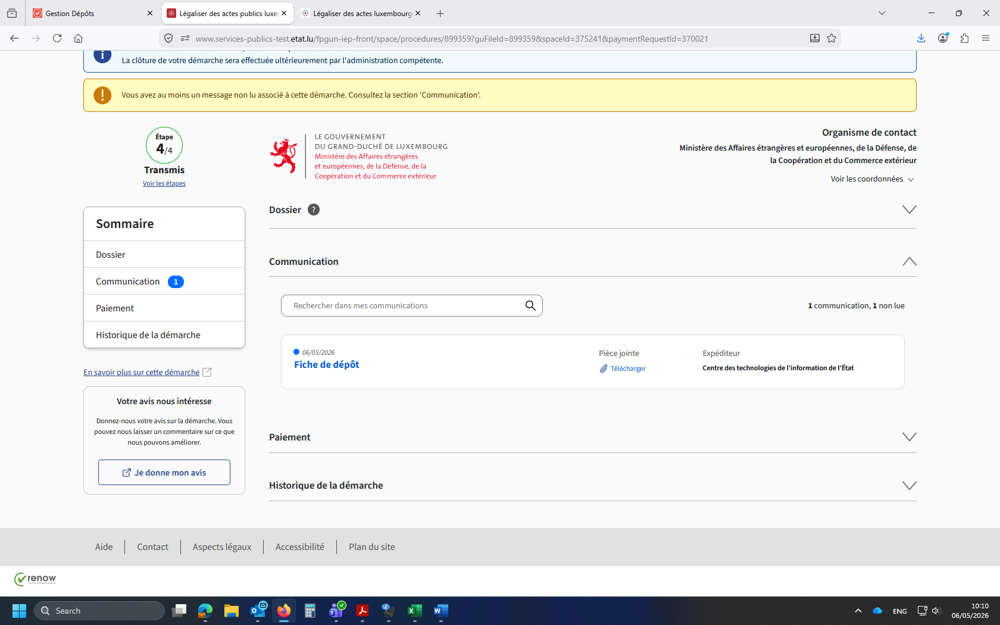 Gestion Dépôts
Légaliser des actes publics luxer
Légaliser des actes luxembourg
www.services-publics-test.etat.lu/fpgun-iep-front/space/procedures/899359?guFileId=899359&spaceId=375241&paymentRequestId=370021
La clôture de votre démarche sera effectuée ultérieurement par l'administration compétente.
Vous avez au moins un message non lu associé à cette démarche. Consultez la section 'Communication'.
Étape
4/4
Transmis
Voir les étapes
LE GOUVERNEMENT
DU GRAND-DUCHÉ DE LUXEMBOURG
Ministère des Affaires étrangères
et européennes, de la Défense, de la
Coopération et du Commerce extérieur
Organisme de contact
Ministère des Affaires étrangères et européennes, de la Défense, de
la Coopération et du Commerce extérieur
Voir les coordonnées
Sommaire
Dossier
Communication 1
Paiement
Historique de la démarche
En savoir plus sur cette démarche
Votre avis nous intéresse
Donnez-nous votre avis sur la démarche. Vous
pouvez nous laisser un commentaire sur ce que
nous pouvons améliorer.
Je donne mon avis
Dossier ?
Communication
Rechercher dans mes communications
1 communication, 1 non lue
06/05/2026
Fiche de dépôt
Pièce jointe
Télécharger
Expéditeur
Centre des technologies de l'information de l'État
Paiement
Historique de la démarche
Aide
Contact
Aspects légaux
Accessibilité
Plan du site
renow
Search
ENG
10:10
06/05/2026